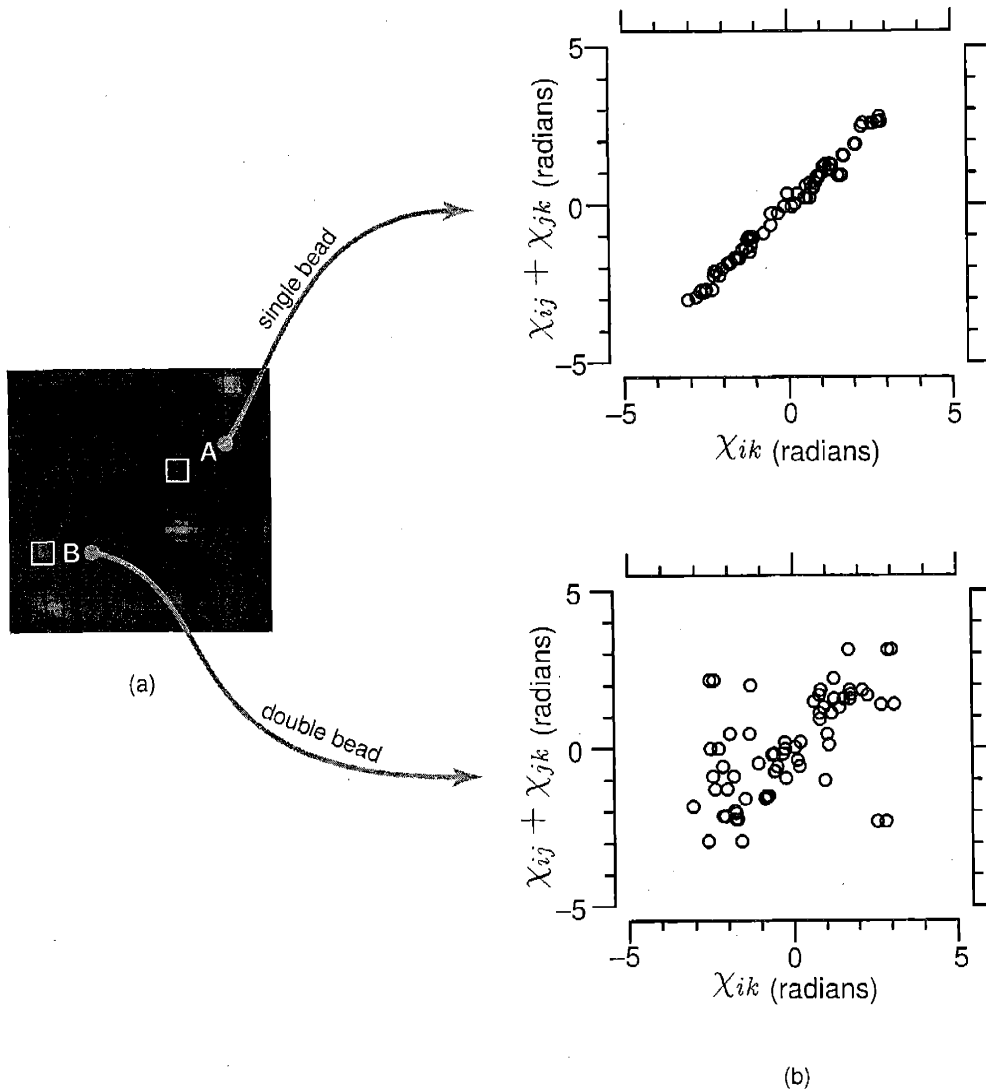 5
0
−5
χij + χjk (radians)
−5 0 5
χik (radians)
single bead
A
B
(a)
double bead
5
0
−5
χij + χjk (radians)
−5 0 5
χik (radians)
(b)